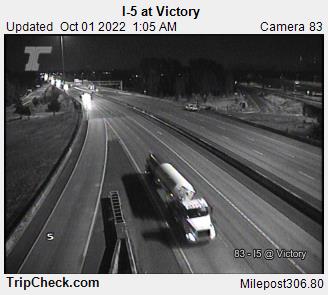 I-5 at Victory
Updated Oct 01 2022 1:05 AM Camera 83
T
S
83 - I5 @ Victory
TripCheck.com Milepost306.80